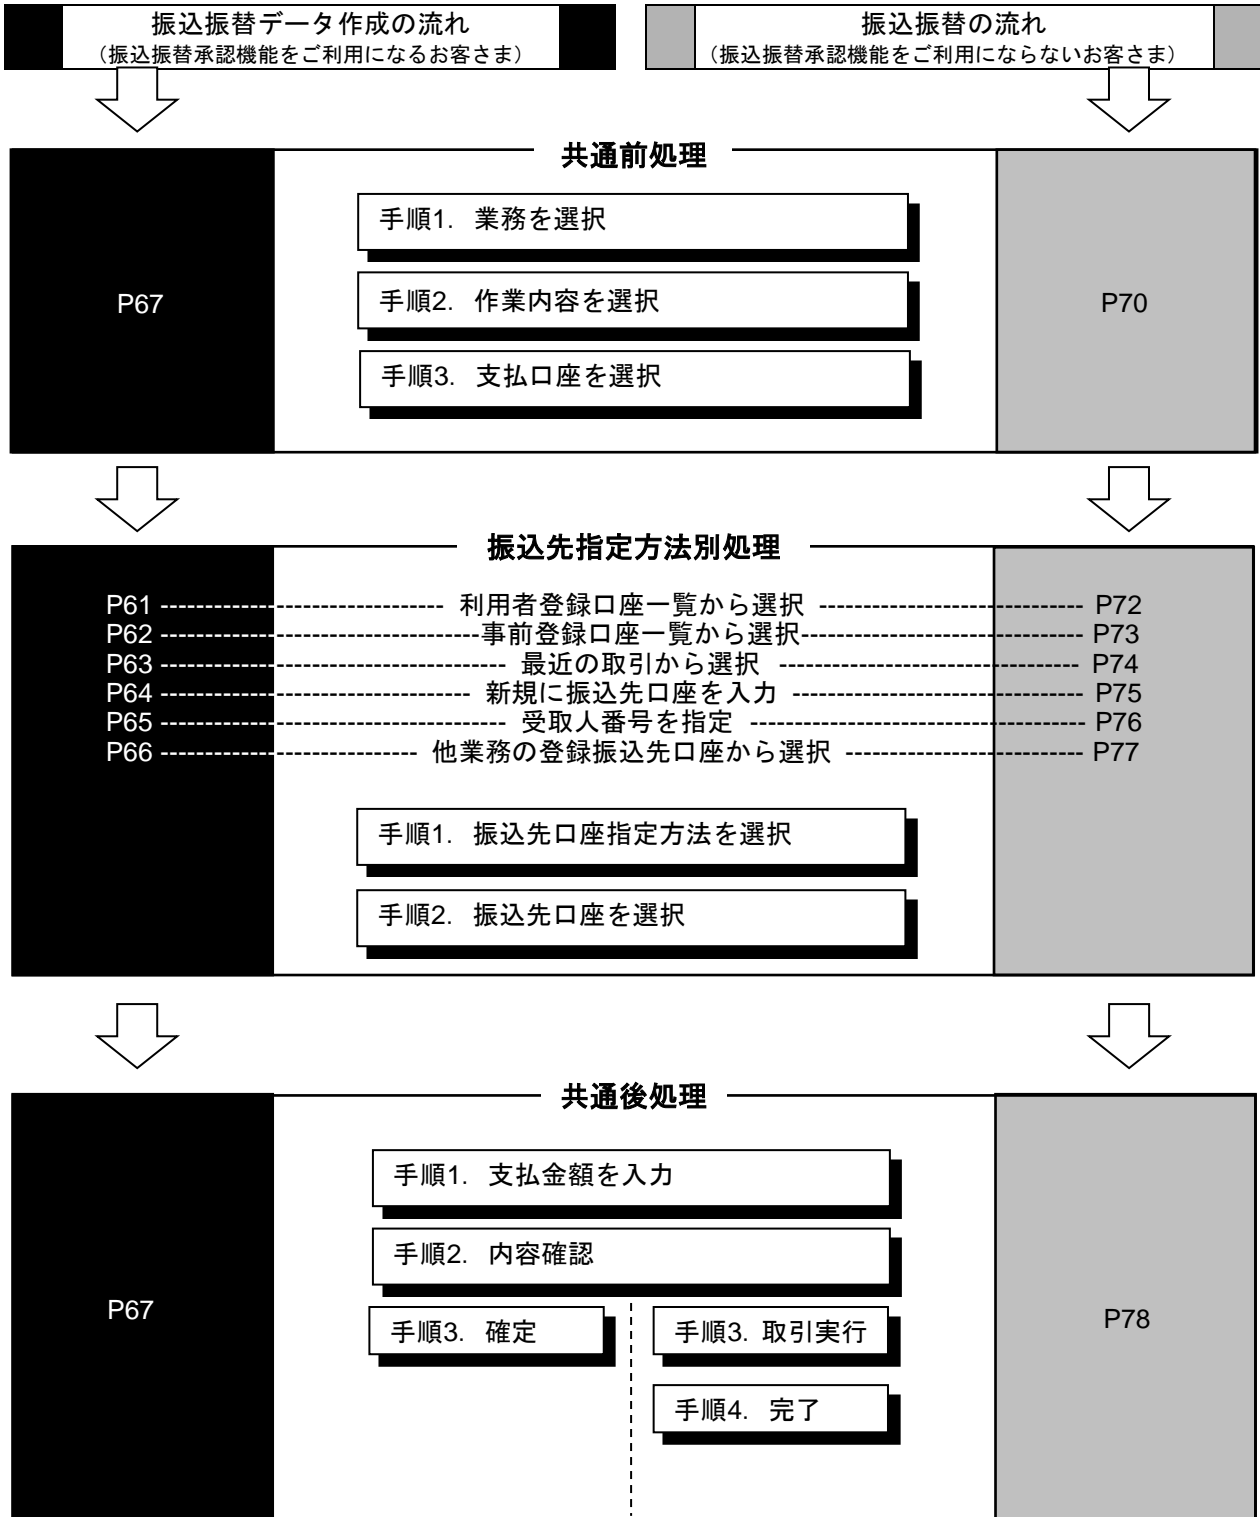 振込振替データ作成の流れ
（振込振替承認機能をご利用になるお客さま）
振込振替の流れ
（振込振替承認機能をご利用にならないお客さま）
共通前処理
手順1. 業務を選択
手順2. 作業内容を選択
手順3. 支払口座を選択
P67
P70
振込先指定方法別処理
P61 利用者登録口座一覧から選択 P72
P62 事前登録口座一覧から選択 P73
P63 最近の取引から選択 P74
P64 新規に振込先口座を入力 P75
P65 受取人番号を指定 P76
P66 他業務の登録振込先口座から選択 P77
手順1. 振込先口座指定方法を選択
手順2. 振込先口座を選択
共通後処理
手順1. 支払金額を入力
手順2. 内容確認
P67
手順3. 確定
手順3. 取引実行
手順4. 完了
P78